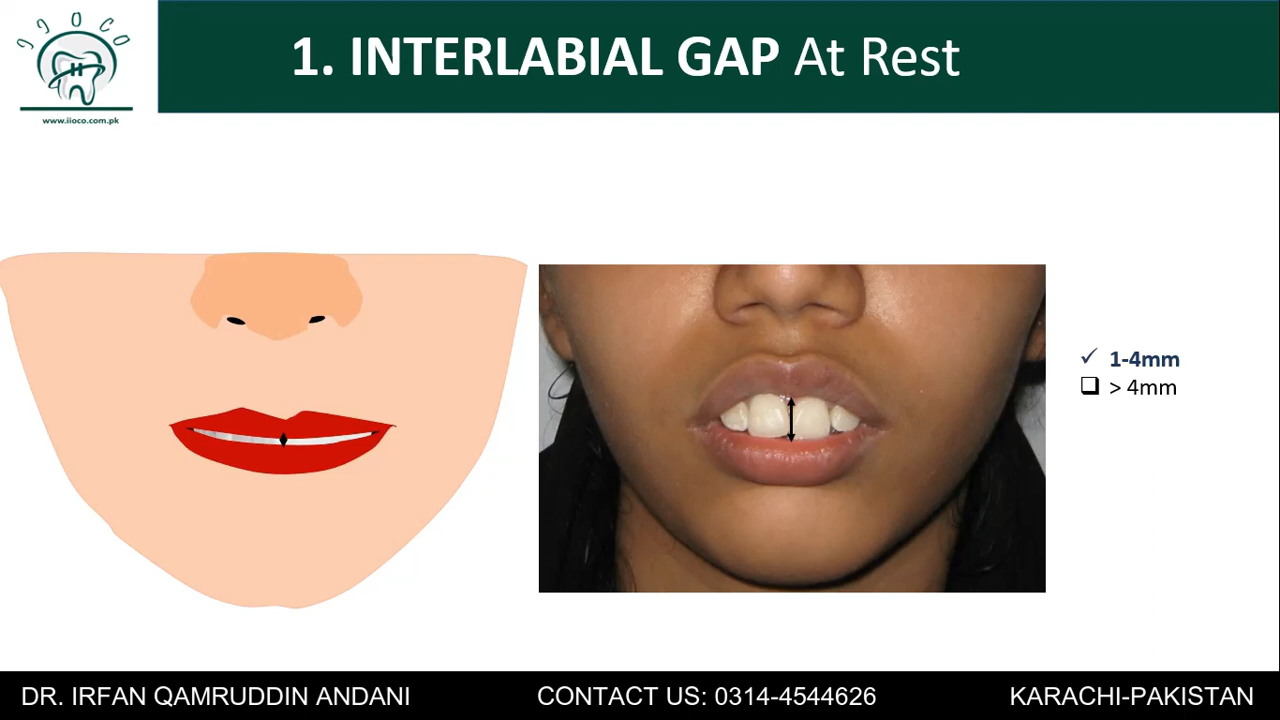 I I O C O
www.iioco.com.pk
1. INTERLABIAL GAP At Rest
✓ 1-4mm
❑ > 4mm
DR. IRFAN QAMRUDDIN ANDANI
CONTACT US: 0314-4544626
KARACHI-PAKISTAN